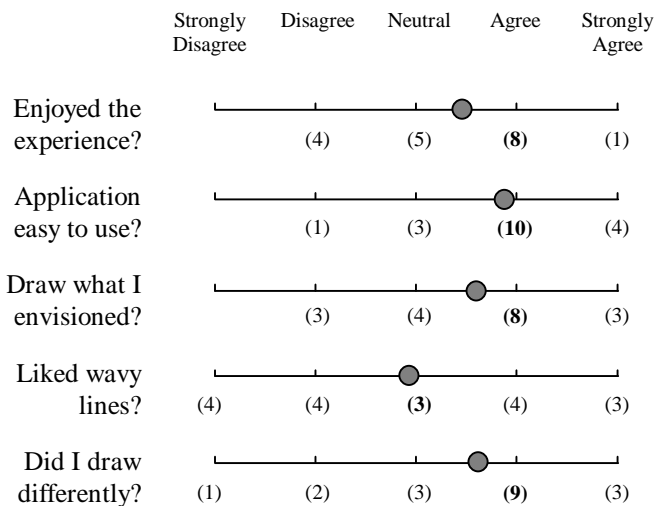 Strongly Disagree Disagree Neutral Agree Strongly Agree
Enjoyed the experience?
(4) (5) (8) (1)
Application easy to use?
(1) (3) (10) (4)
Draw what I envisioned?
(3) (4) (8) (3)
Liked wavy lines?
(4) (4) (3) (4) (3)
Did I draw differently?
(1) (2) (3) (9) (3)